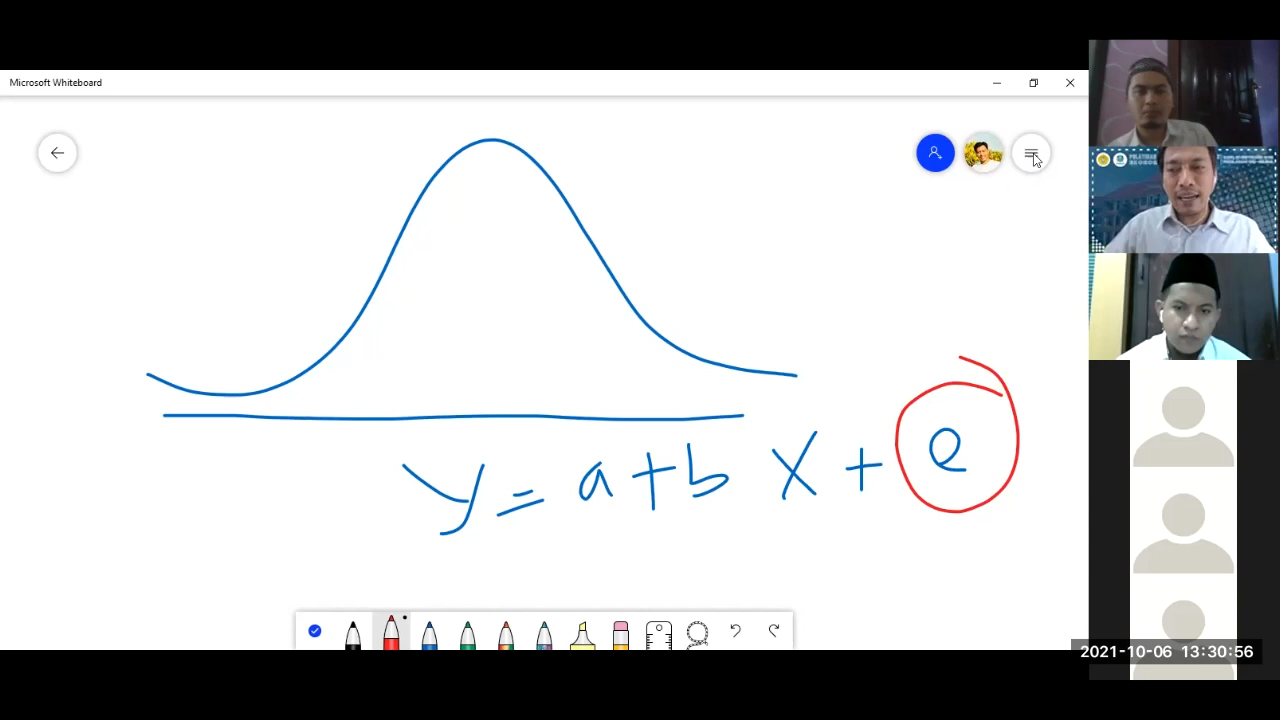 Microsoft Whiteboard
y = a + b X + e
2021-10-06 13:30:56